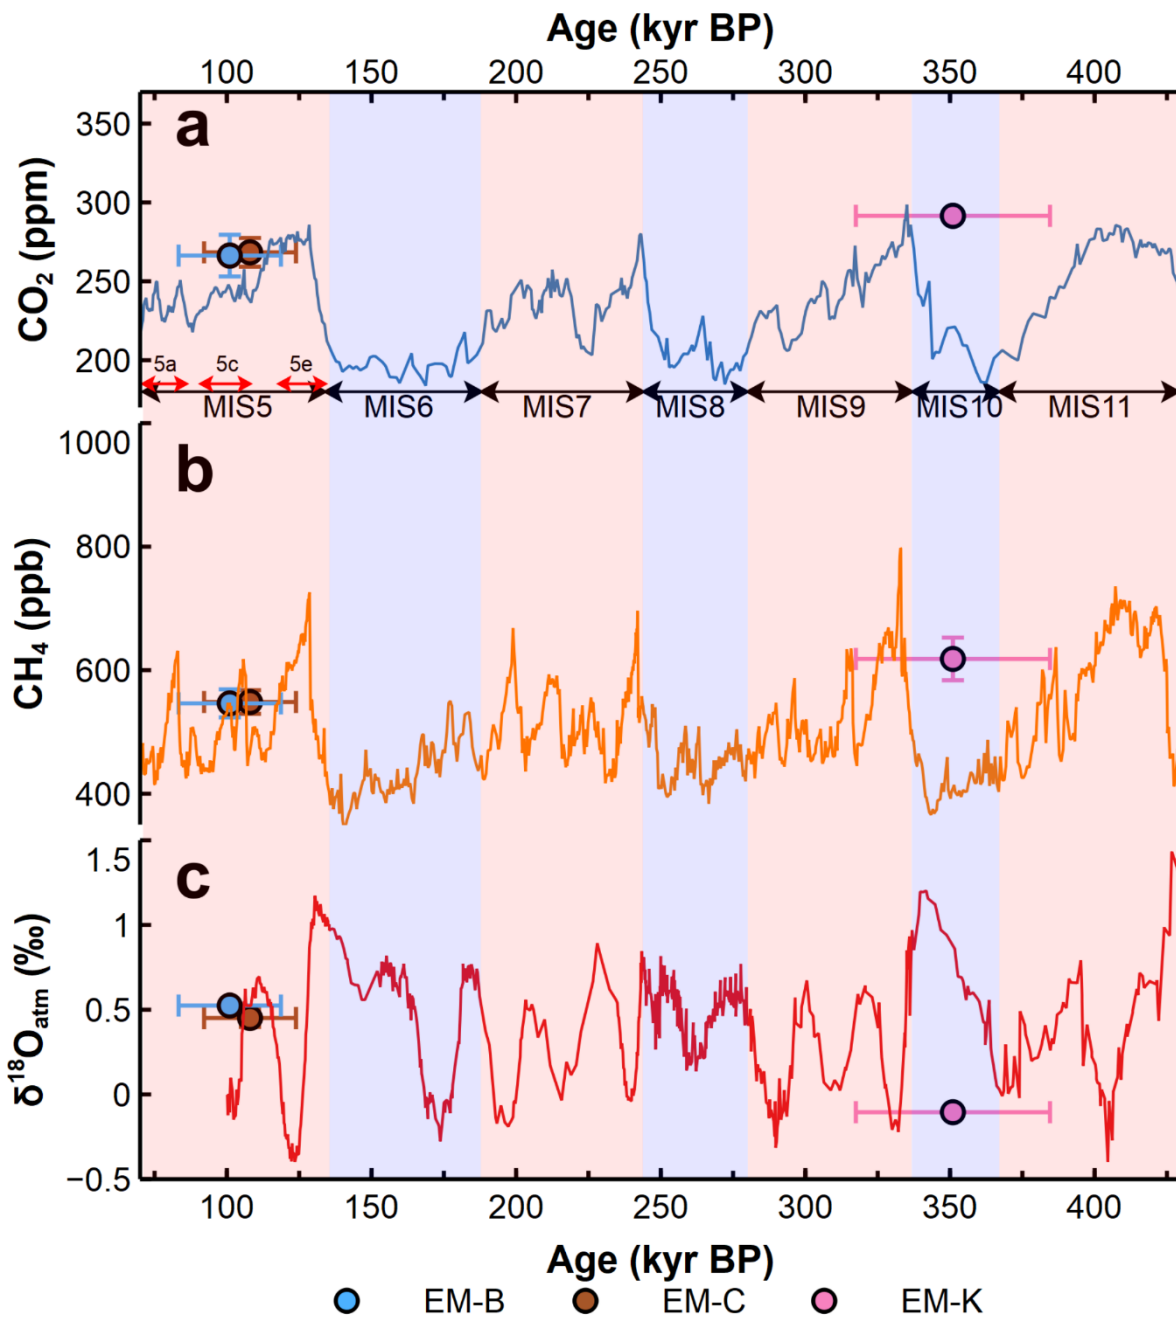 Age (kyr BP)
100 150 200 250 300 350 400
a
350
300
250
200
CO₂ (ppm)
5a 5c 5e
MIS5 MIS6 MIS7 MIS8 MIS9 MIS10 MIS11
b
1000
800
600
400
CH₄ (ppb)
c
1.5
1
0.5
0
−0.5
δ¹⁸Oₐₜₘ (‰)
100 150 200 250 300 350 400
Age (kyr BP)
EM-B EM-C EM-K